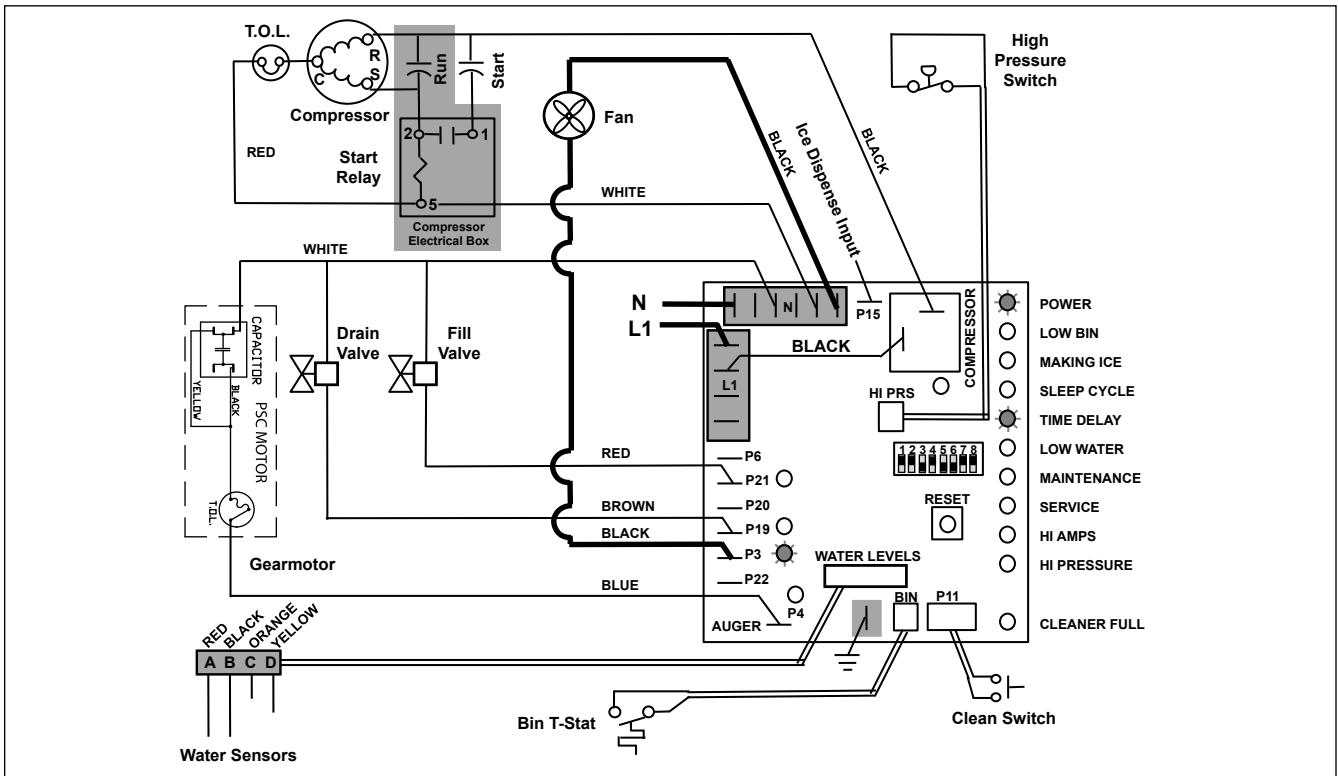 T.O.L.
R
S
C
Run
Start
Compressor
RED
2
1
Start
Relay
5
Compressor
Electrical Box
Fan
BLACK
BLACK
Ice Dispense Input
High
Pressure
Switch
WHITE
WHITE
N
N
P15
L1
L1
BLACK
COMPRESSOR
HI PRS
Drain
Valve
Fill
Valve
CAPACITOR
YELLOW
BLACK
PSC MOTOR
T.O.L.
Gearmotor
RED
BROWN
BLACK
BLUE
P6
P21
P20
P19
P3
P22
P4
AUGER
1 2 3 4 5 6 7 8
RESET
WATER LEVELS
BIN
P11
POWER
LOW BIN
MAKING ICE
SLEEP CYCLE
TIME DELAY
LOW WATER
MAINTENANCE
SERVICE
HI AMPS
HI PRESSURE
CLEANER FULL
RED
BLACK
ORANGE
YELLOW
A B C D
Water Sensors
Bin T-Stat
Clean Switch